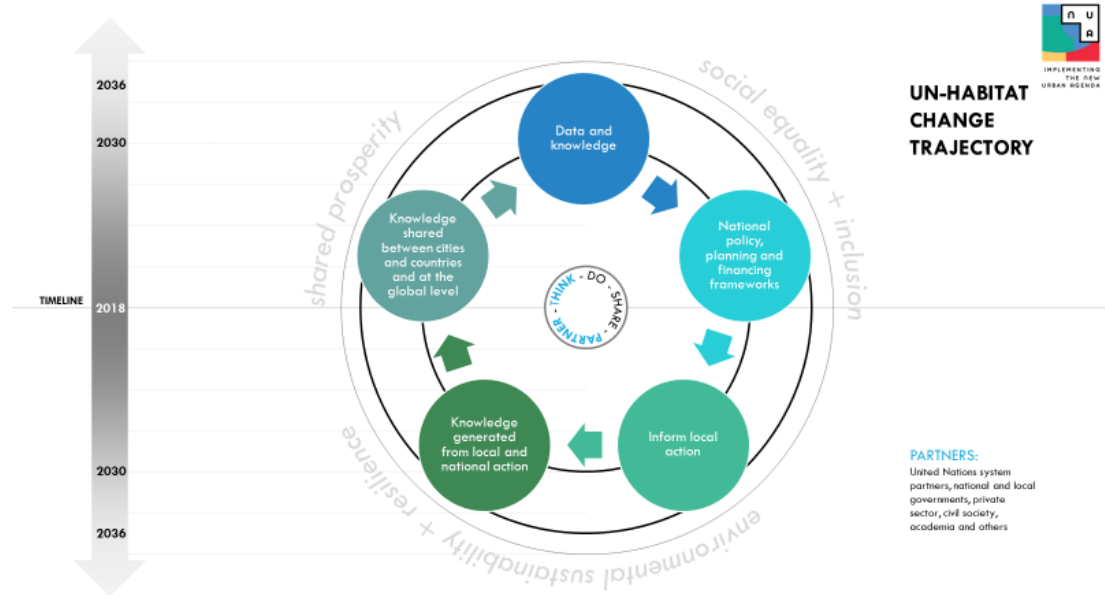 2036
2030
TIMELINE
2018
2030
2036
shared prosperity
social equality + inclusion
environmental sustainability + resilience
Data and
knowledge
National
policy,
planning and
financing
frameworks
Inform local
action
Knowledge
generated
from local and
national action
Knowledge
shared
between cities
and countries
and at the
global level
THINK - DO - SHARE - PARTNER -
N U
A
IMPLEMENTING
THE NEW
URBAN AGENDA
UN-HABITAT
CHANGE
TRAJECTORY
PARTNERS:
United Nations system
partners, national and local
governments, private
sector, civil society,
academia and others